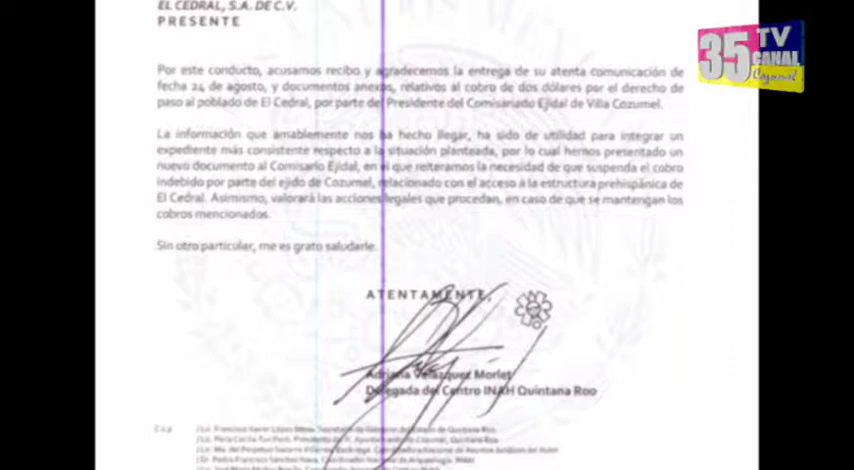 EL CEDRAL, S.A. DE C.V.
PRESENTE
35 TV
CANAL
Cozumel
Por este conducto, acusamos recibo y agradecemos la entrega de su atenta comunicación de
fecha 24 de agosto, y documentos anexos, relativos al cobro de dos dólares por el derecho de
paso al poblado de El Cedral, por parte del Presidente del Comisariado Ejidal de Villa Cozumel.
La información que amablemente nos ha hecho llegar, ha sido de utilidad para integrar un
expediente más consistente respecto a la situación planteada, por lo cual hemos presentado un
nuevo documento al Comisario Ejidal, en el que reiteramos la necesidad de que suspenda el cobro
indebido por parte del ejido de Cozumel, relacionado con el acceso a la estructura prehispánica de
El Cedral. Asimismo, valorará las acciones legales que procedan, en caso de que se mantengan los
cobros mencionados.
Sin otro particular, me es grato saludarle.
ATENTAMENTE,
Adriana Velázquez Morlet
Delegada del Centro INAH Quintana Roo
C.c.p